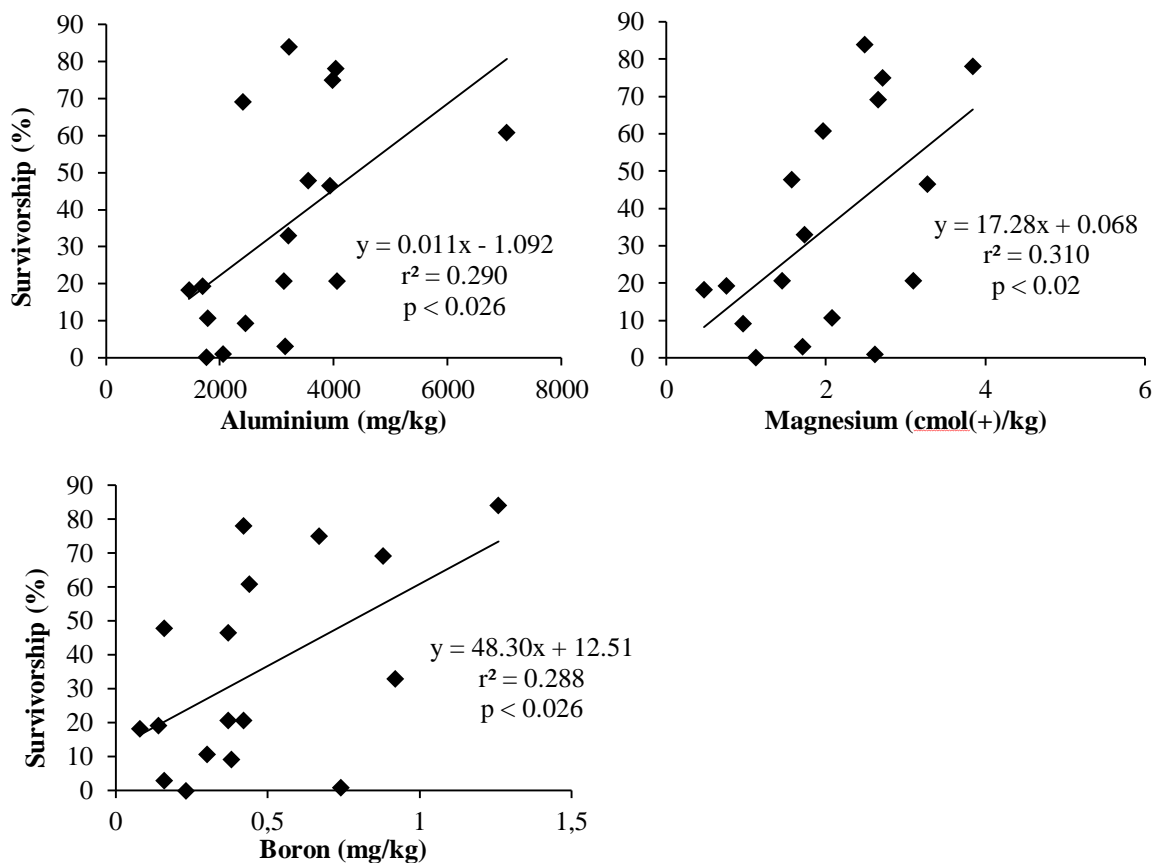 90
80
70
60
50
40
30
20
10
0
Survivorship (%)
y = 0.011x - 1.092
r² = 0.290
p < 0.026
0 2000 4000 6000 8000
Aluminium (mg/kg)
90
80
70
60
50
40
30
20
10
0
y = 17.28x + 0.068
r² = 0.310
p < 0.02
0 2 4 6
Magnesium (cmol(+)/kg)
90
80
70
60
50
40
30
20
10
0
Survivorship (%)
y = 48.30x + 12.51
r² = 0.288
p < 0.026
0 0,5 1 1,5
Boron (mg/kg)